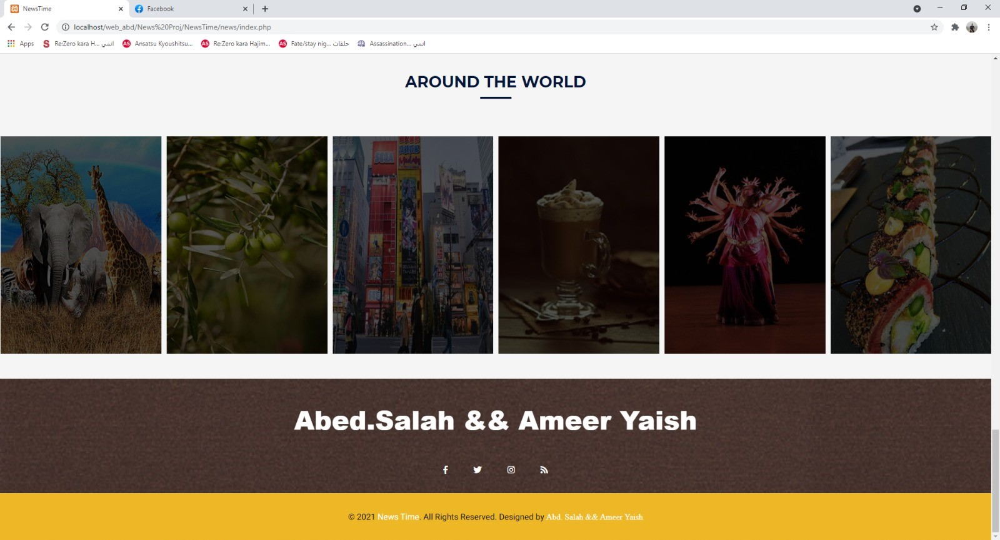 NewsTime
Facebook
localhost/web_abd/News%20Proj/NewsTime/news/index.php
Apps
Re:Zero kara H... انمي
Ansatsu Kyoushitsu...
Re:Zero kara Hajim...
Fate/stay nig... حلقات
Assassination... انمي
AROUND THE WORLD
SEGA
Abed.Salah && Ameer Yaish
© 2021 News Time. All Rights Reserved. Designed by Abd. Salah && Ameer Yaish